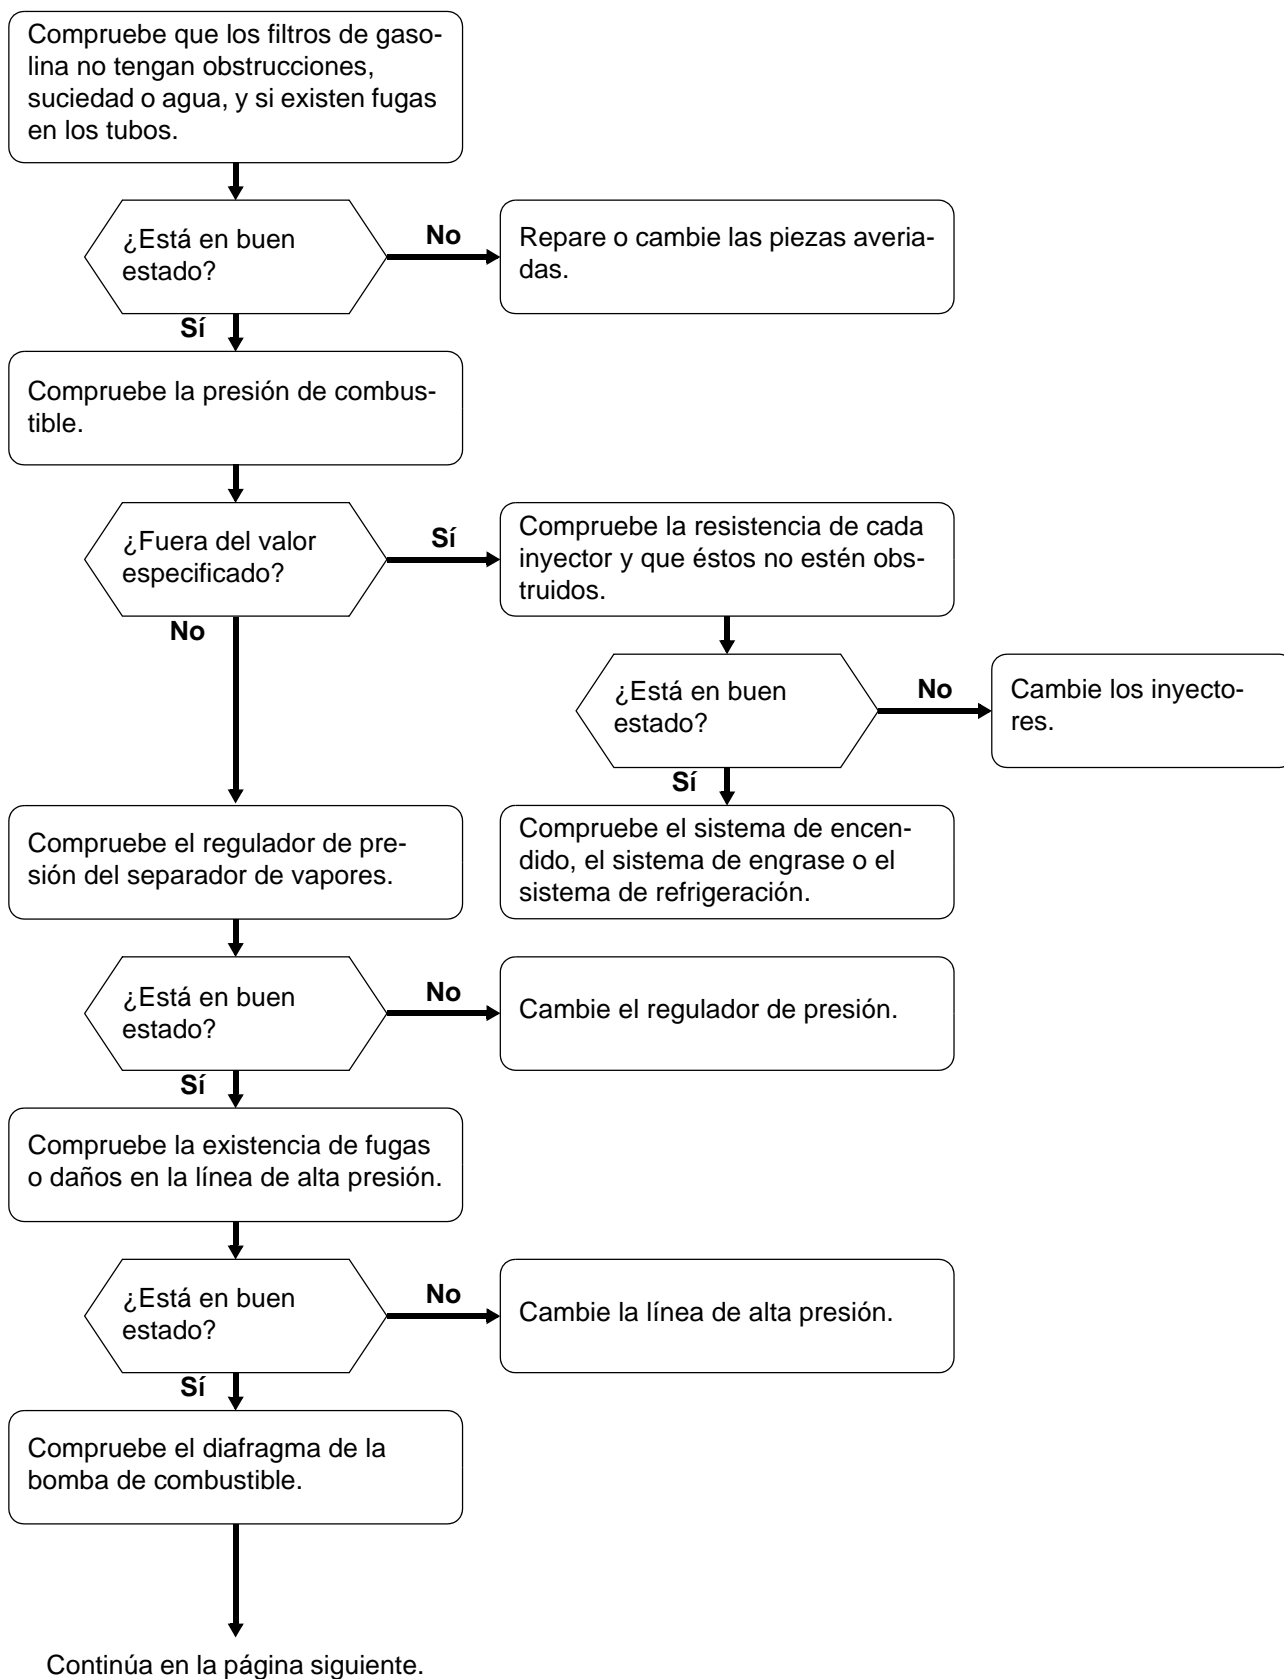 Compruebe que los filtros de gaso-
lina no tengan obstrucciones,
suciedad o agua, y si existen fugas
en los tubos.
¿Está en buen
estado?
No
Repare o cambie las piezas averia-
das.
Sí
Compruebe la presión de combus-
tible.
¿Fuera del valor
especificado?
Sí
Compruebe la resistencia de cada
inyector y que éstos no estén obs-
truidos.
No
¿Está en buen
estado?
No
Cambie los inyecto-
res.
Sí
Compruebe el regulador de pre-
sión del separador de vapores.
Compruebe el sistema de encen-
dido, el sistema de engrase o el
sistema de refrigeración.
¿Está en buen
estado?
No
Cambie el regulador de presión.
Sí
Compruebe la existencia de fugas
o daños en la línea de alta presión.
¿Está en buen
estado?
No
Cambie la línea de alta presión.
Sí
Compruebe el diafragma de la
bomba de combustible.
Continúa en la página siguiente.